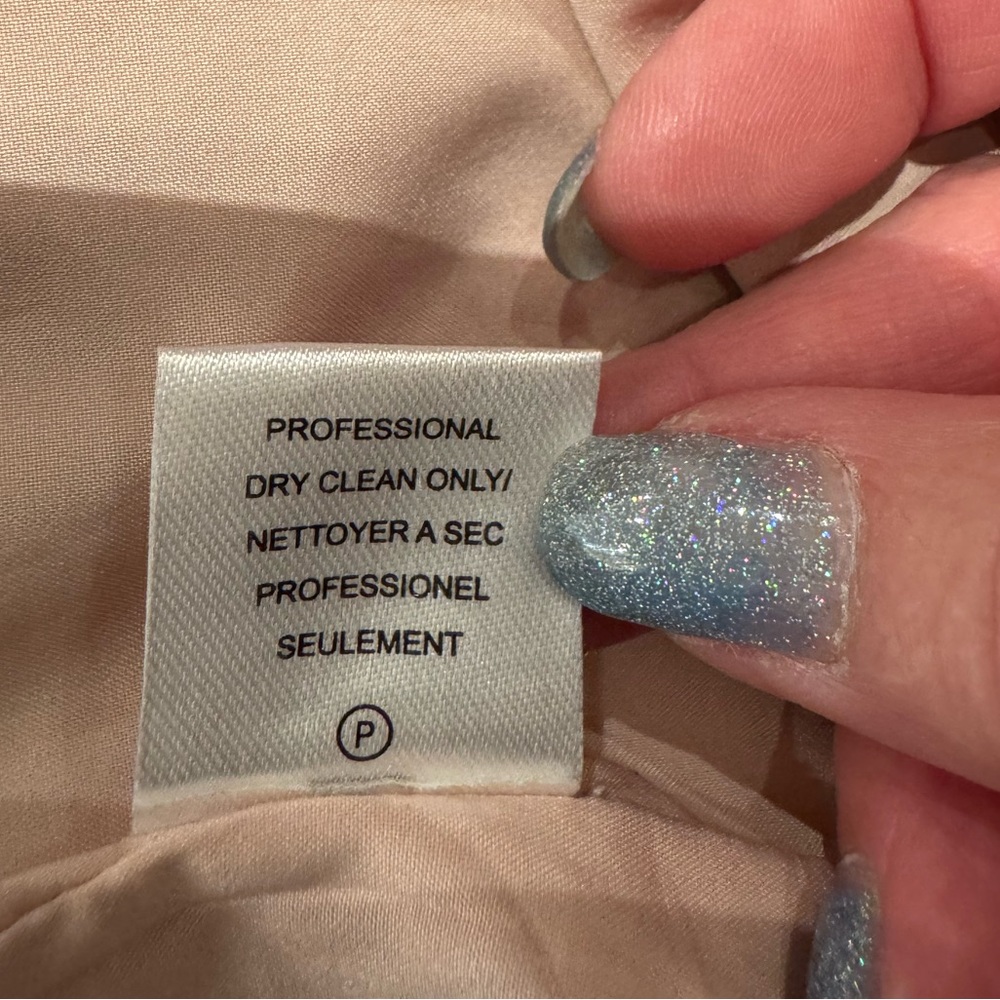 PROFESSIONAL
DRY CLEAN ONLY/
NETTOYER A SEC
PROFESSIONEL
SEULEMENT
P